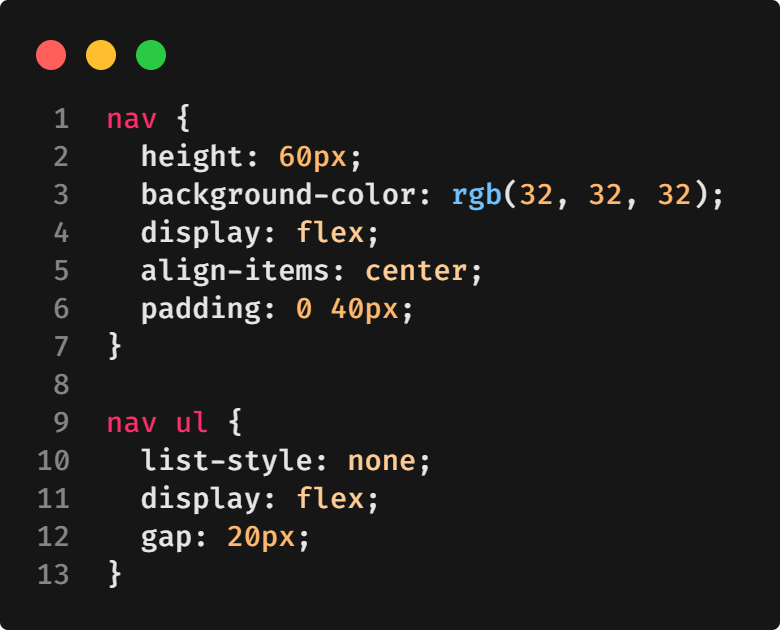 1 nav {
2   height: 60px;
3   background-color: rgb(32, 32, 32);
4   display: flex;
5   align-items: center;
6   padding: 0 40px;
7 }
8
9 nav ul {
10   list-style: none;
11   display: flex;
12   gap: 20px;
13 }